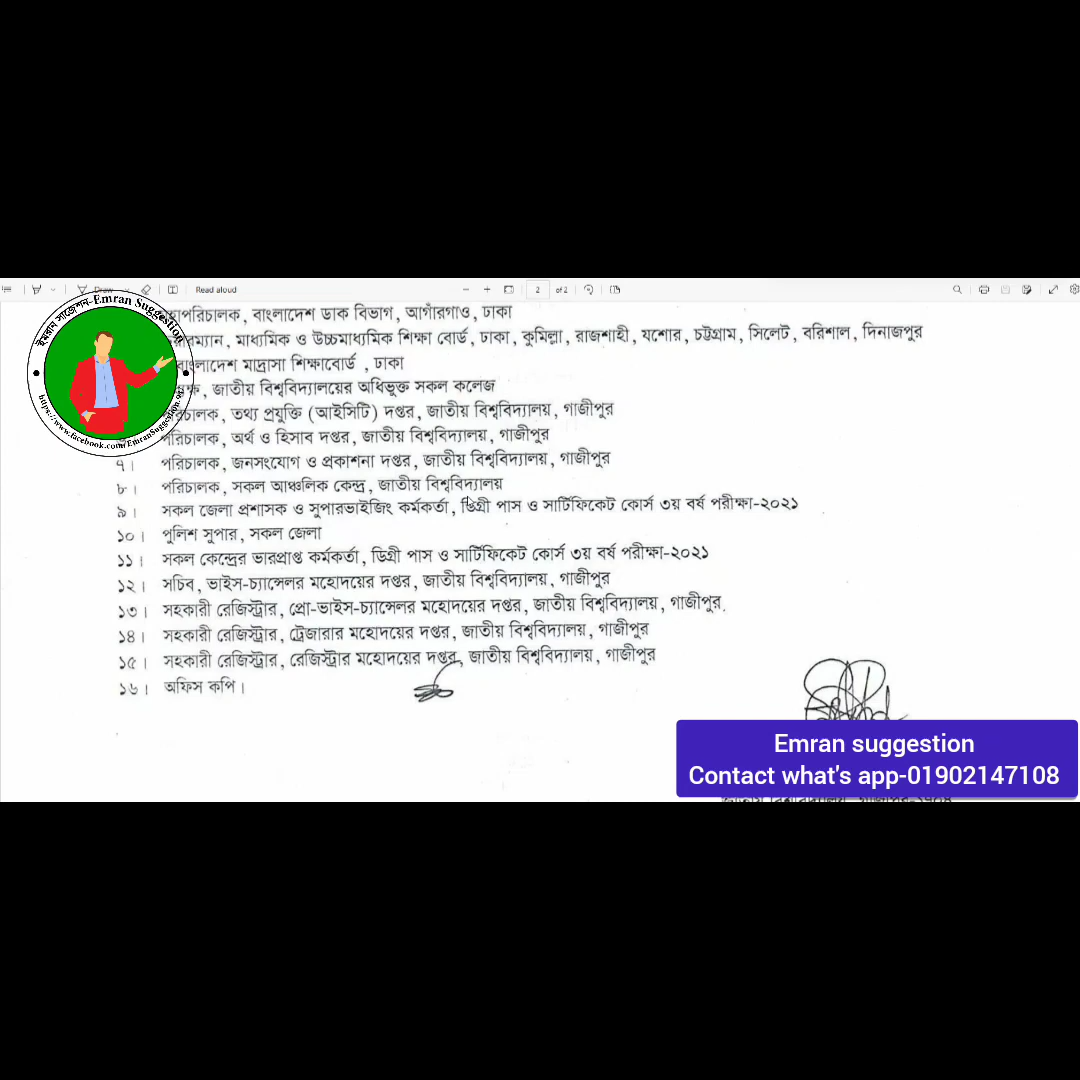 Draw
Read aloud
2 of 2
ইমরান সাজেশন-Emran Suggestion
বাংলাদেশ ডাক বিভাগ, আগাঁরগাও, ঢাকা
মাধ্যমিক ও উচ্চমাধ্যমিক শিক্ষা বোর্ড, ঢাকা, কুমিল্লা, রাজশাহী, যশোর, চট্টগ্রাম, সিলেট, বরিশাল, দিনাজপুর
বাংলাদেশ মাদ্রাসা শিক্ষাবোর্ড , ঢাকা
জাতীয় বিশ্ববিদ্যালয়ের অধিভুক্ত সকল কলেজ
তথ্য প্রযুক্তি (আইসিটি) দপ্তর, জাতীয় বিশ্ববিদ্যালয়, গাজীপুর
পরিচালক, অর্থ ও হিসাব দপ্তর, জাতীয় বিশ্ববিদ্যালয়, গাজীপুর
৭। পরিচালক, জনসংযোগ ও প্রকাশনা দপ্তর, জাতীয় বিশ্ববিদ্যালয়, গাজীপুর
৮। পরিচালক, সকল আঞ্চলিক কেন্দ্র, জাতীয় বিশ্ববিদ্যালয়
৯। সকল জেলা প্রশাসক ও সুপারভাইজিং কর্মকর্তা, ডিগ্রী পাস ও সার্টিফিকেট কোর্স ৩য় বর্ষ পরীক্ষা-২০২১
১০। পুলিশ সুপার, সকল জেলা
১১। সকল কেন্দ্রের ভারপ্রাপ্ত কর্মকর্তা, ডিগ্রী পাস ও সার্টিফিকেট কোর্স ৩য় বর্ষ পরীক্ষা-২০২১
১২। সচিব, ভাইস-চ্যান্সেলর মহোদয়ের দপ্তর, জাতীয় বিশ্ববিদ্যালয়, গাজীপুর
১৩। সহকারী রেজিস্ট্রার, প্রো-ভাইস-চ্যান্সেলর মহোদয়ের দপ্তর, জাতীয় বিশ্ববিদ্যালয়, গাজীপুর.
১৪। সহকারী রেজিস্ট্রার, ট্রেজারার মহোদয়ের দপ্তর, জাতীয় বিশ্ববিদ্যালয়, গাজীপুর
১৫। সহকারী রেজিস্ট্রার, রেজিস্ট্রার মহোদয়ের দপ্তর, জাতীয় বিশ্ববিদ্যালয়, গাজীপুর
১৬। অফিস কপি।
Emran suggestion
Contact what's app-01902147108